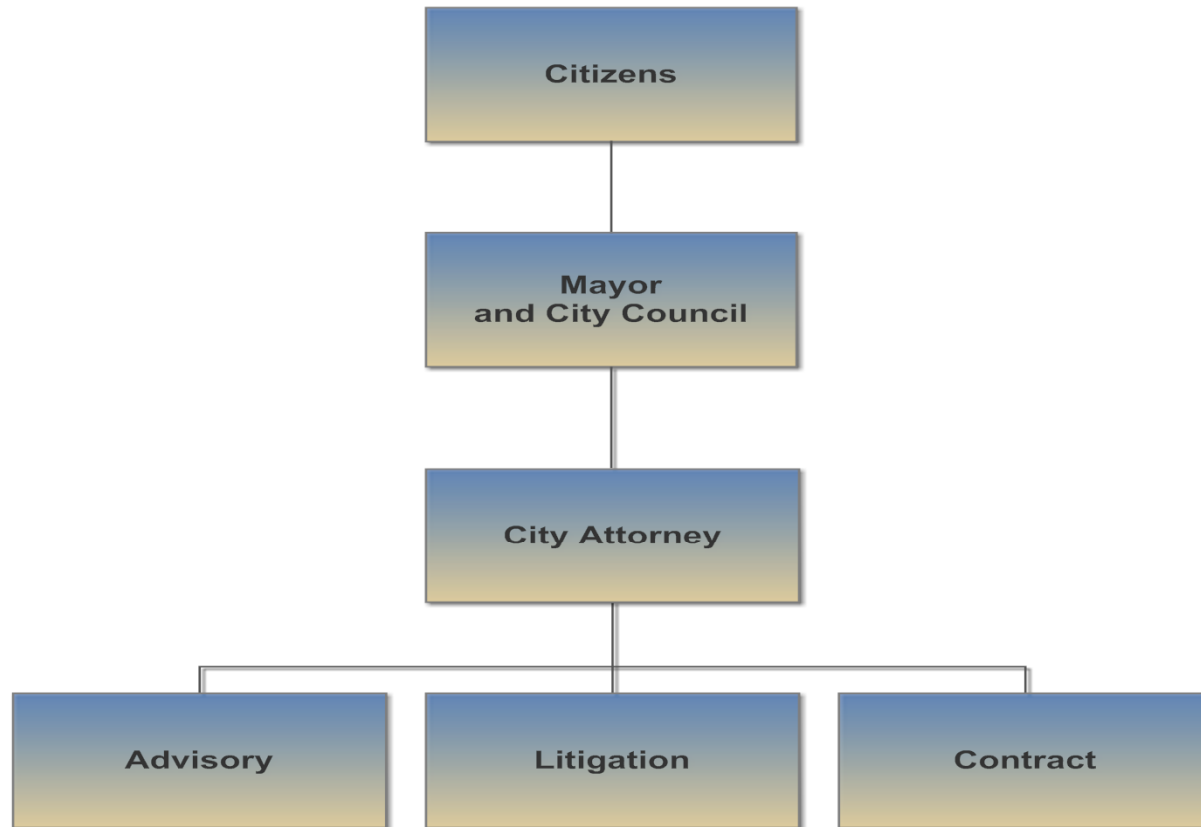 Citizens
Mayor
and City Council
City Attorney
Advisory
Litigation
Contract